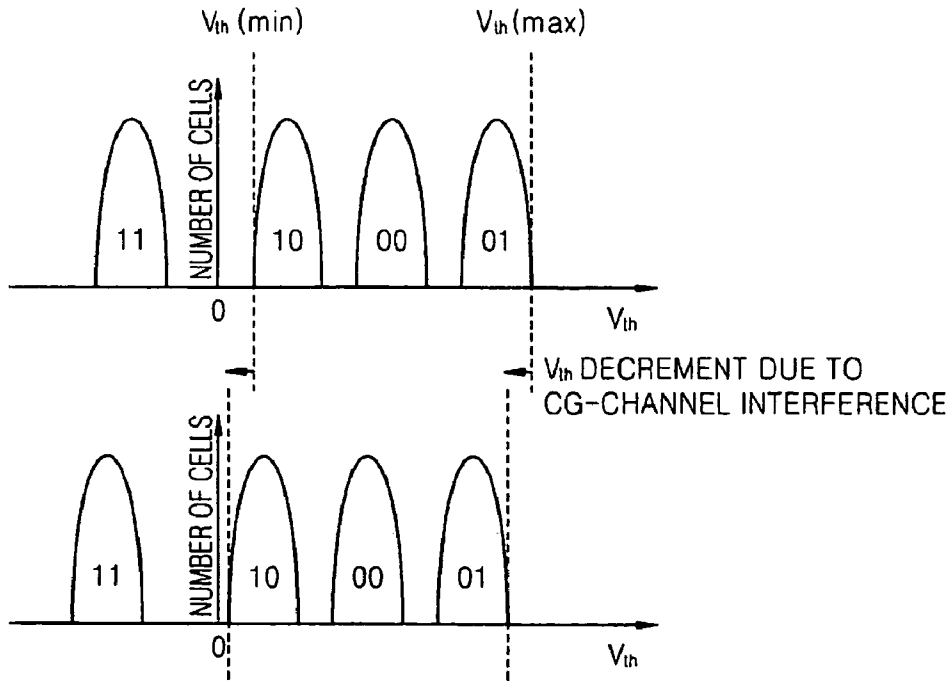 Vth (min)
Vth (max)
NUMBER OF CELLS
11
10
00
01
0
Vth
Vth DECREMENT DUE TO
CG-CHANNEL INTERFERENCE
NUMBER OF CELLS
11
10
00
01
0
Vth